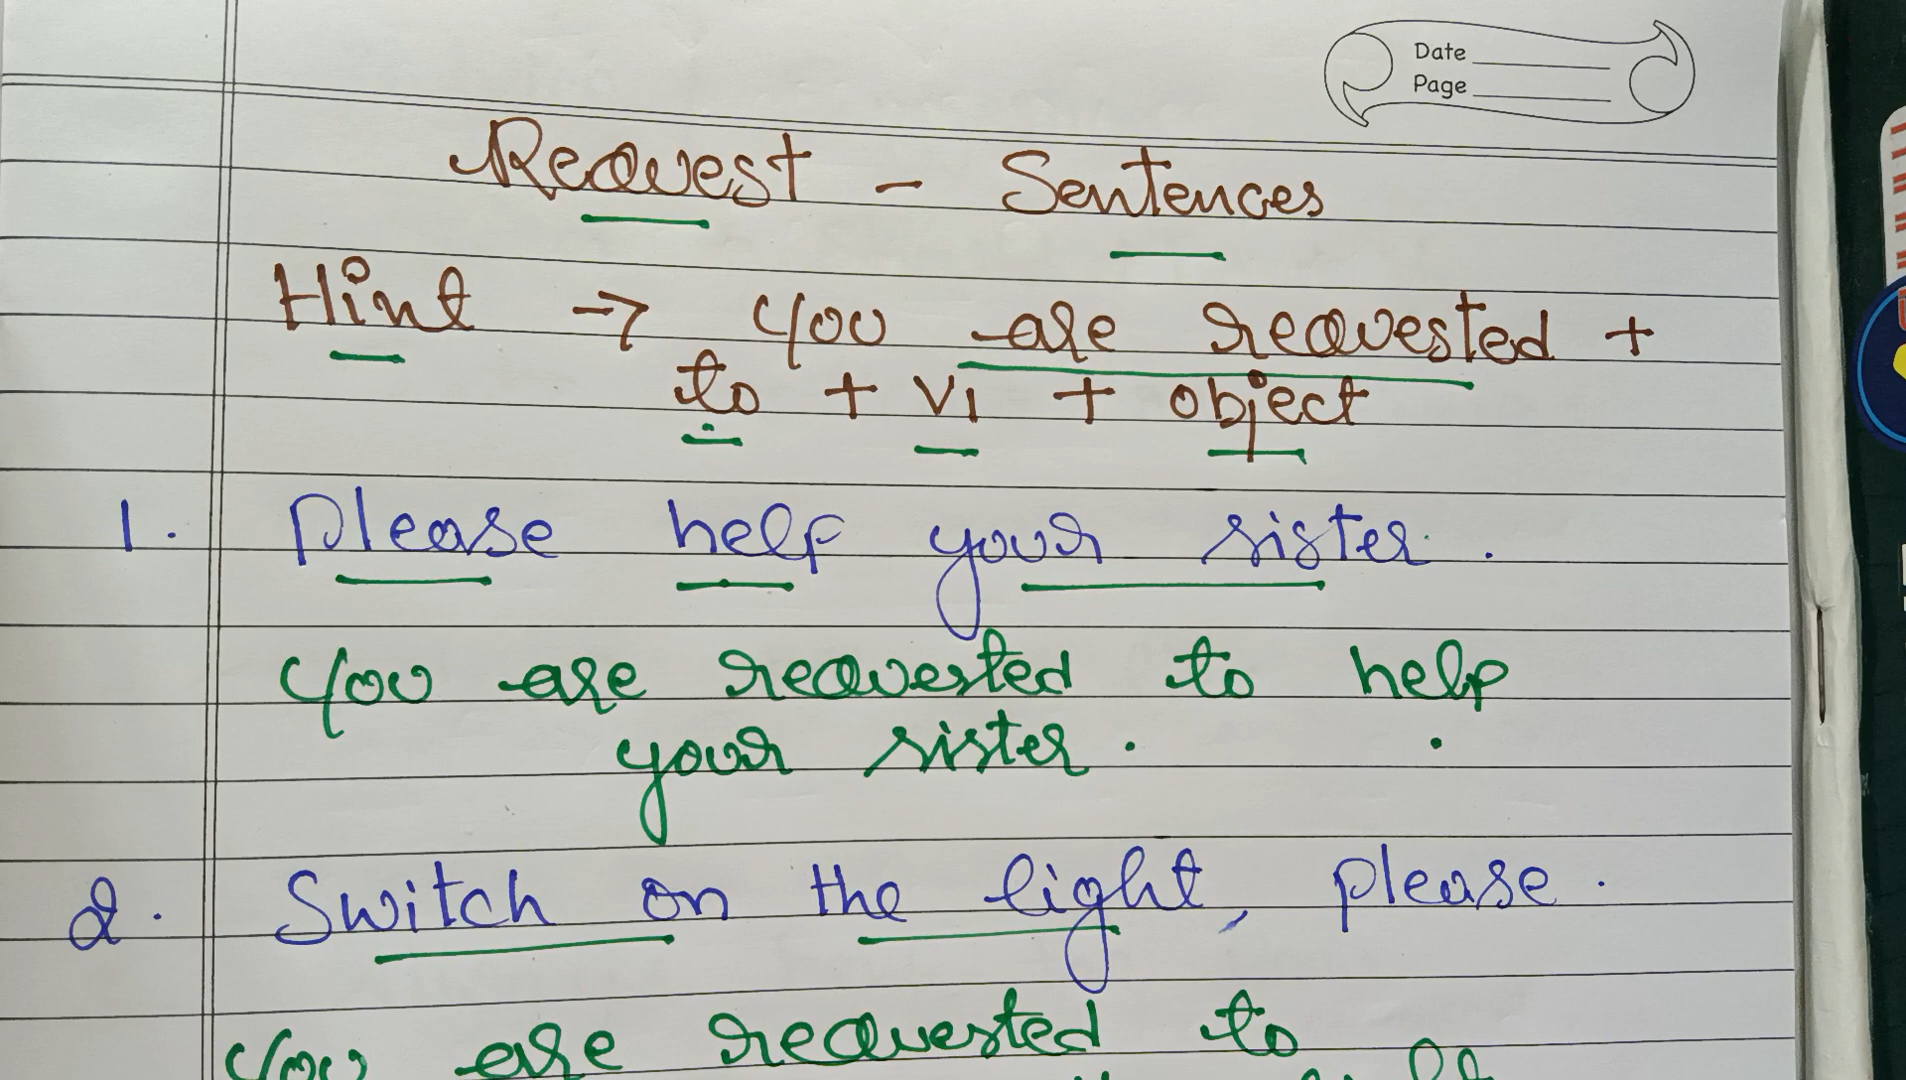 Date
Page
Request - Sentences
Hint → You are requested +
to + V1 + object
1. Please help your sister.
You are requested to help
your sister.
2. Switch on the light, please.
You are requested to